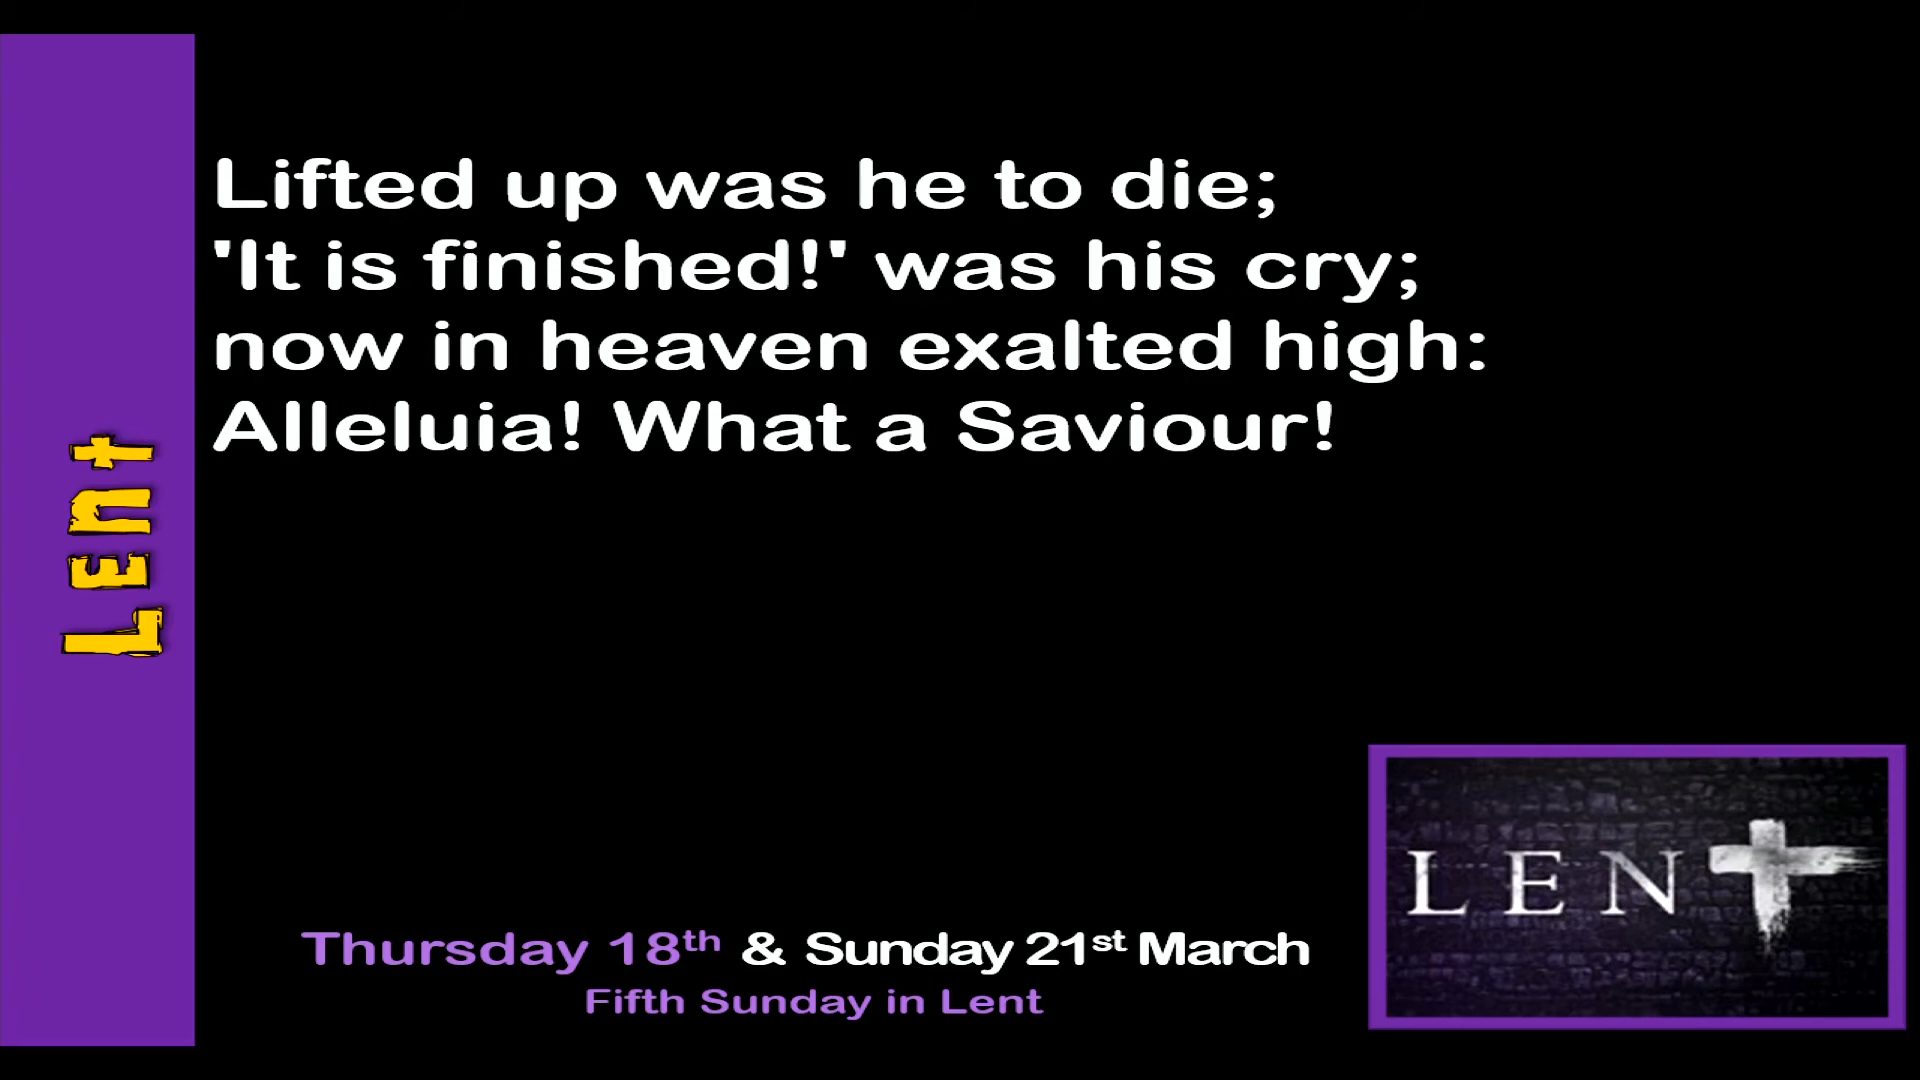 Lent
Lifted up was he to die;
'It is finished!' was his cry;
now in heaven exalted high:
Alleluia! What a Saviour!
Thursday 18th & Sunday 21st March
Fifth Sunday in Lent
LENT